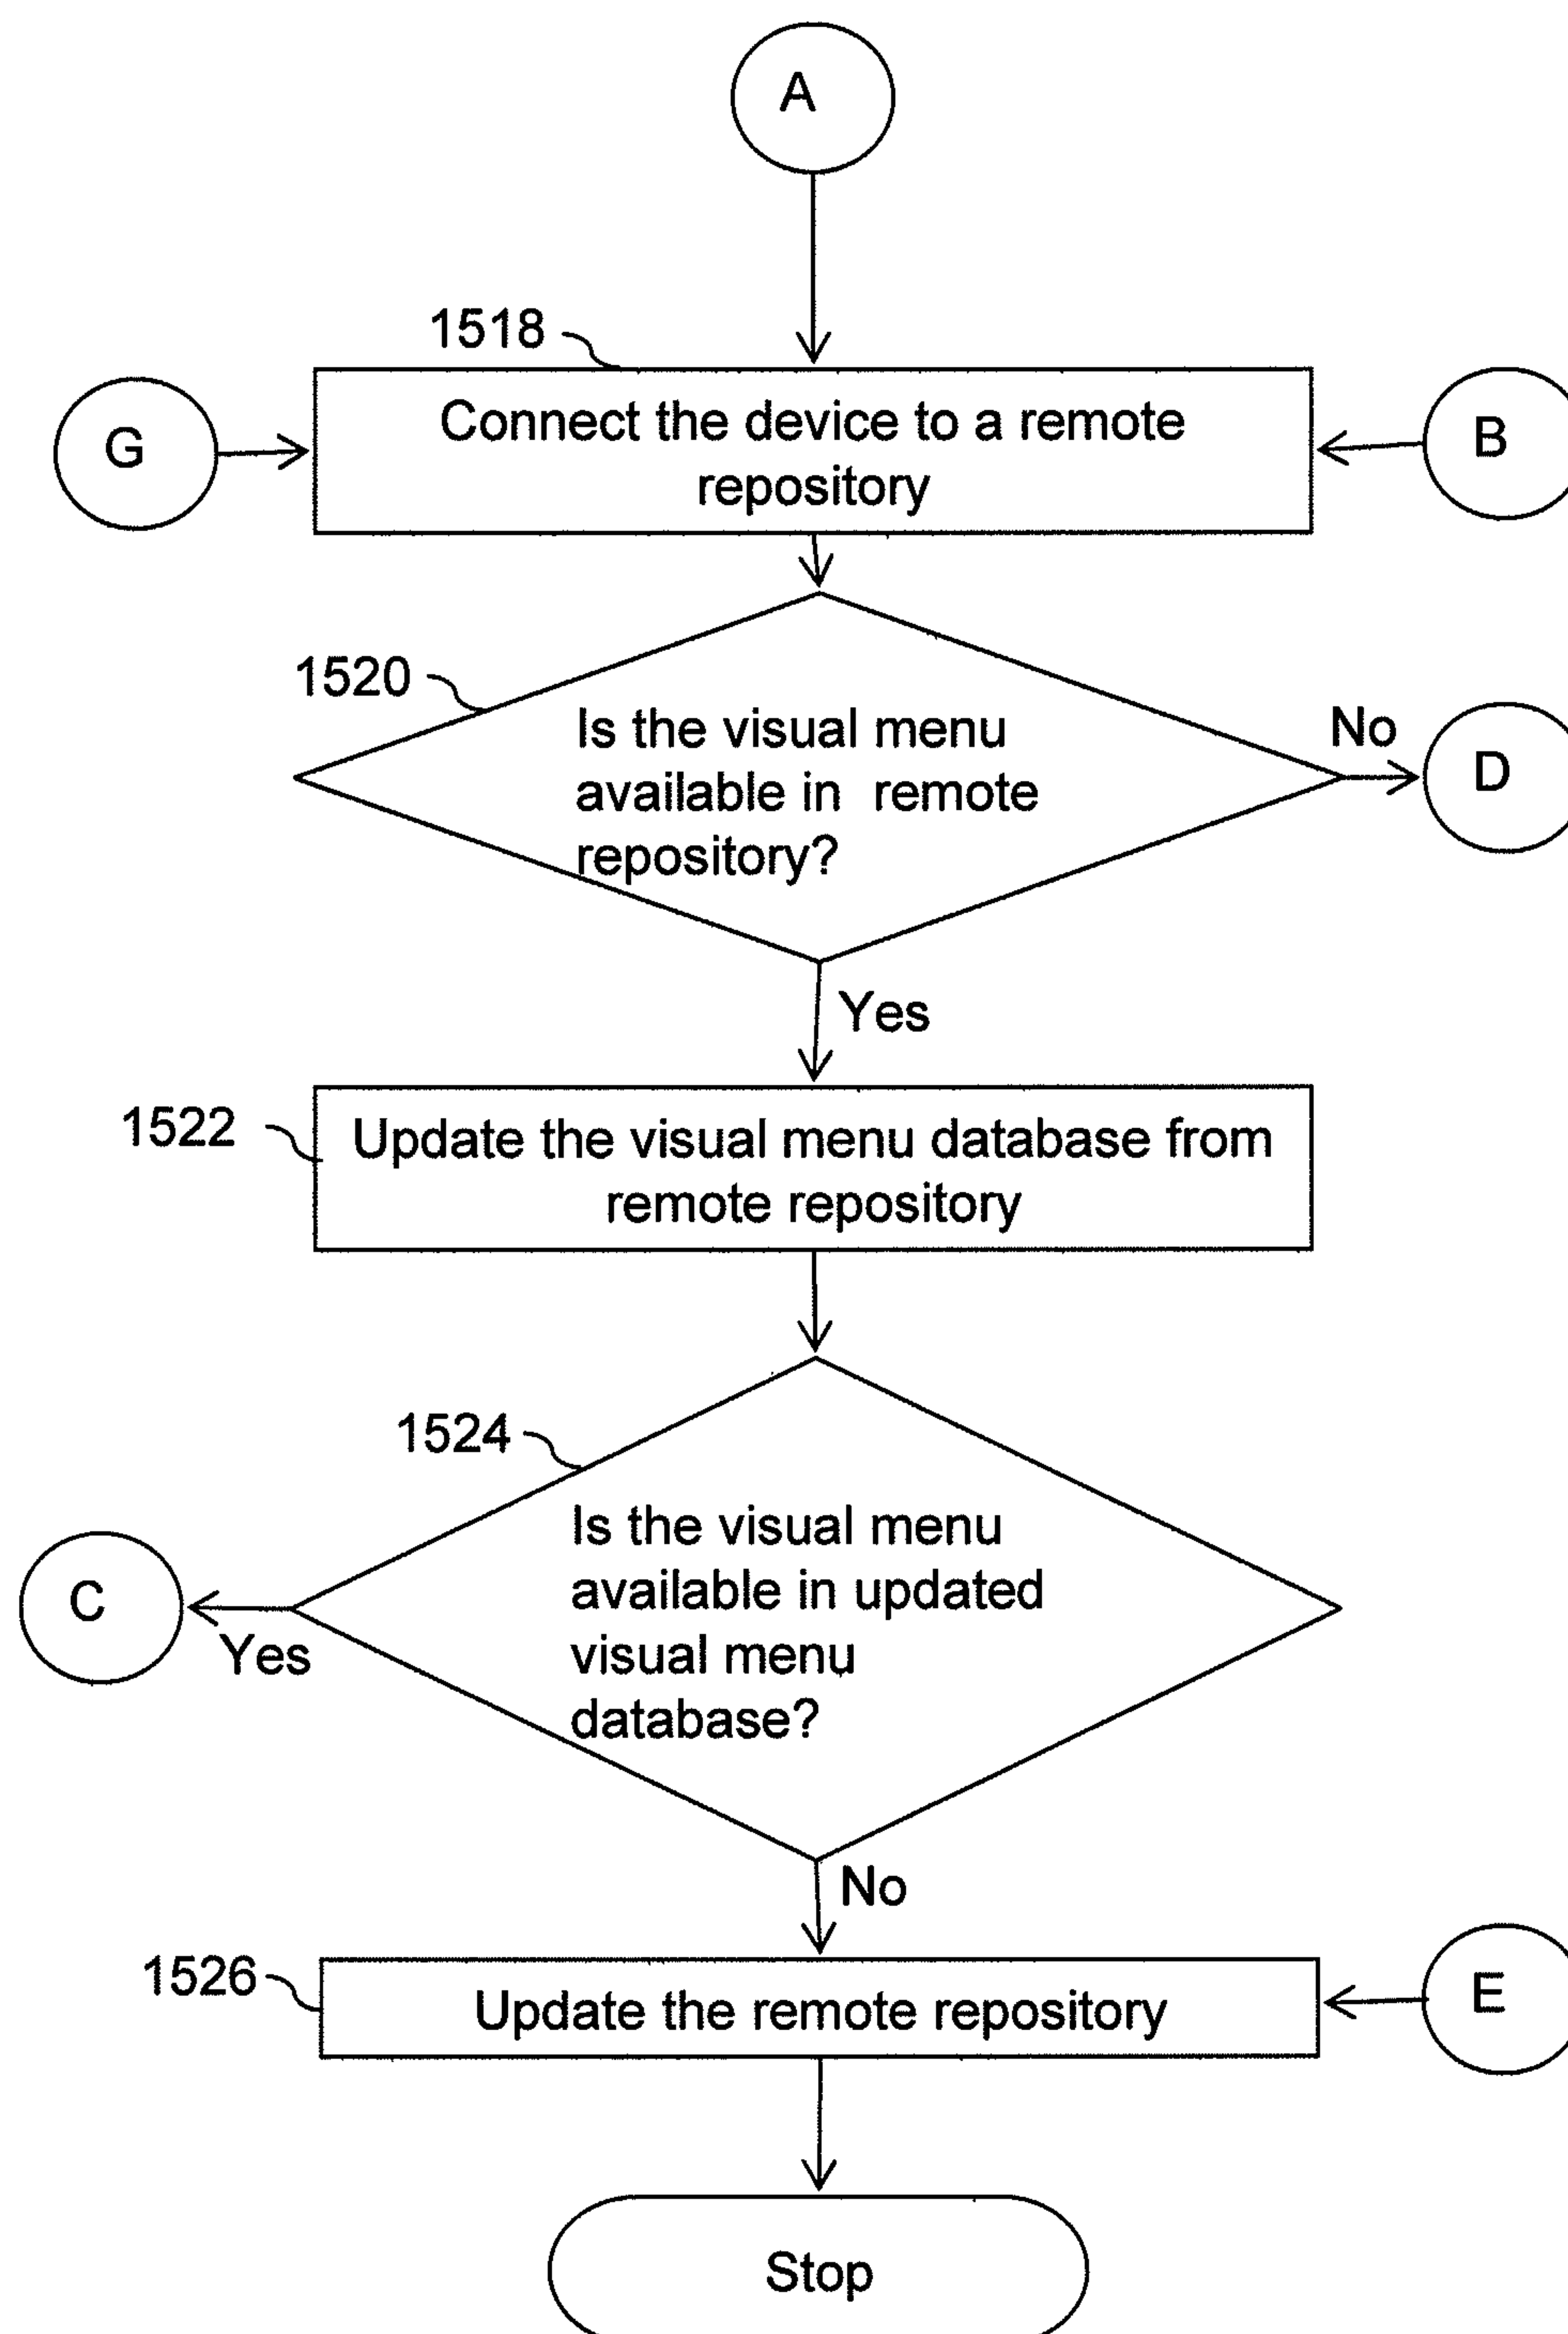 A
1518
G
Connect the device to a remote
repository
B
1520
Is the visual menu
available in remote
repository?
No
D
Yes
1522
Update the visual menu database from
remote repository
1524
Is the visual menu
available in updated
visual menu
database?
C
Yes
No
1526
Update the remote repository
E
Stop